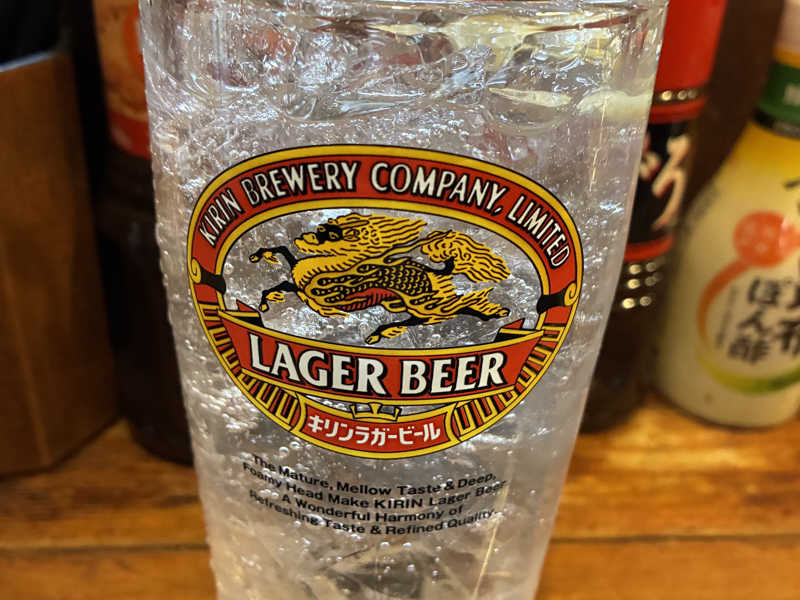 KIRIN BREWERY COMPANY, LIMITED
LAGER BEER
キリンラガービール
The Mature, Mellow Taste & Deep,
Foamy Head Make KIRIN Lager Beer
A Wonderful Harmony of
Refreshing Taste & Refined Quality.
ぽん酢